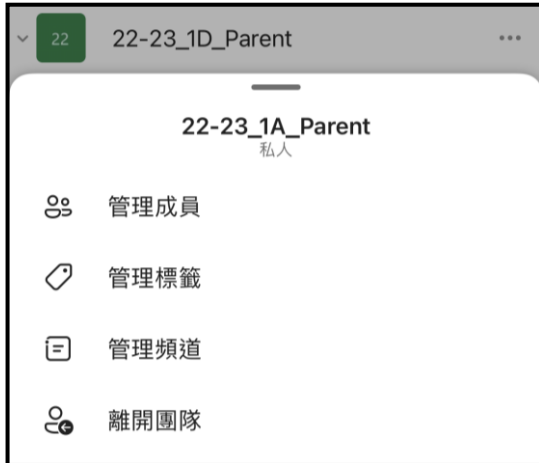 22 22-23_1D_Parent
22-23_1A_Parent
私人
管理成員
管理標籤
管理頻道
離開團隊